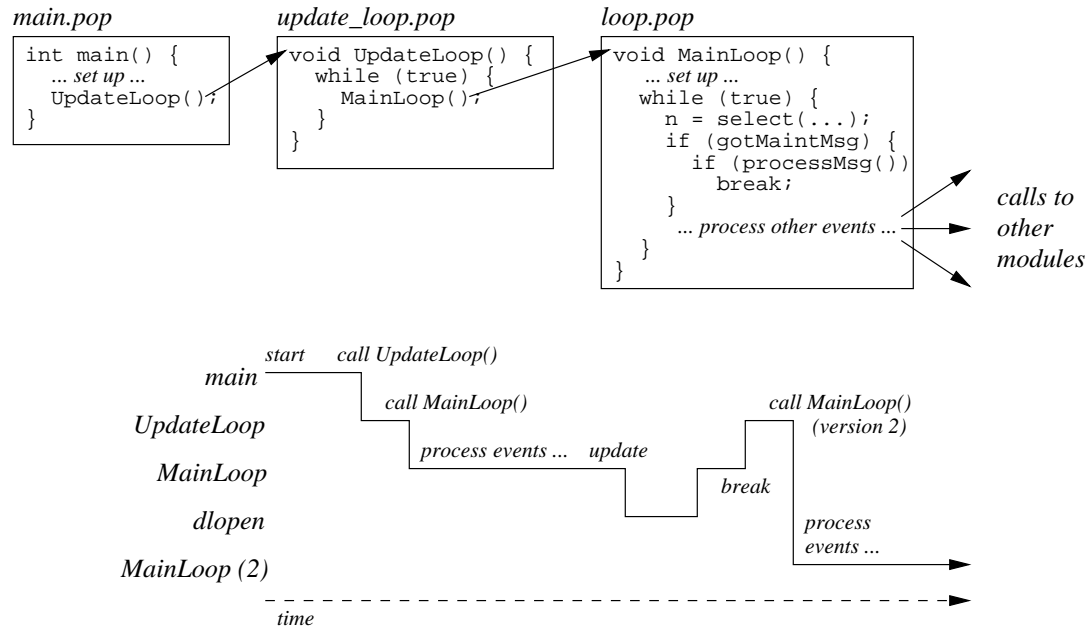 main.pop
int main() {
... set up ...
UpdateLoop();
}
update_loop.pop
void UpdateLoop() {
while (true) {
MainLoop();
}
}
loop.pop
void MainLoop() {
... set up ...
while (true) {
n = select(...);
if (gotMaintMsg) {
if (processMsg())
break;
}
... process other events ...
}
}
calls to
other
modules
start
call UpdateLoop()
main
call MainLoop()
call MainLoop()
(version 2)
UpdateLoop
process events ...
update
MainLoop
break
dlopen
process
events ...
MainLoop (2)
time